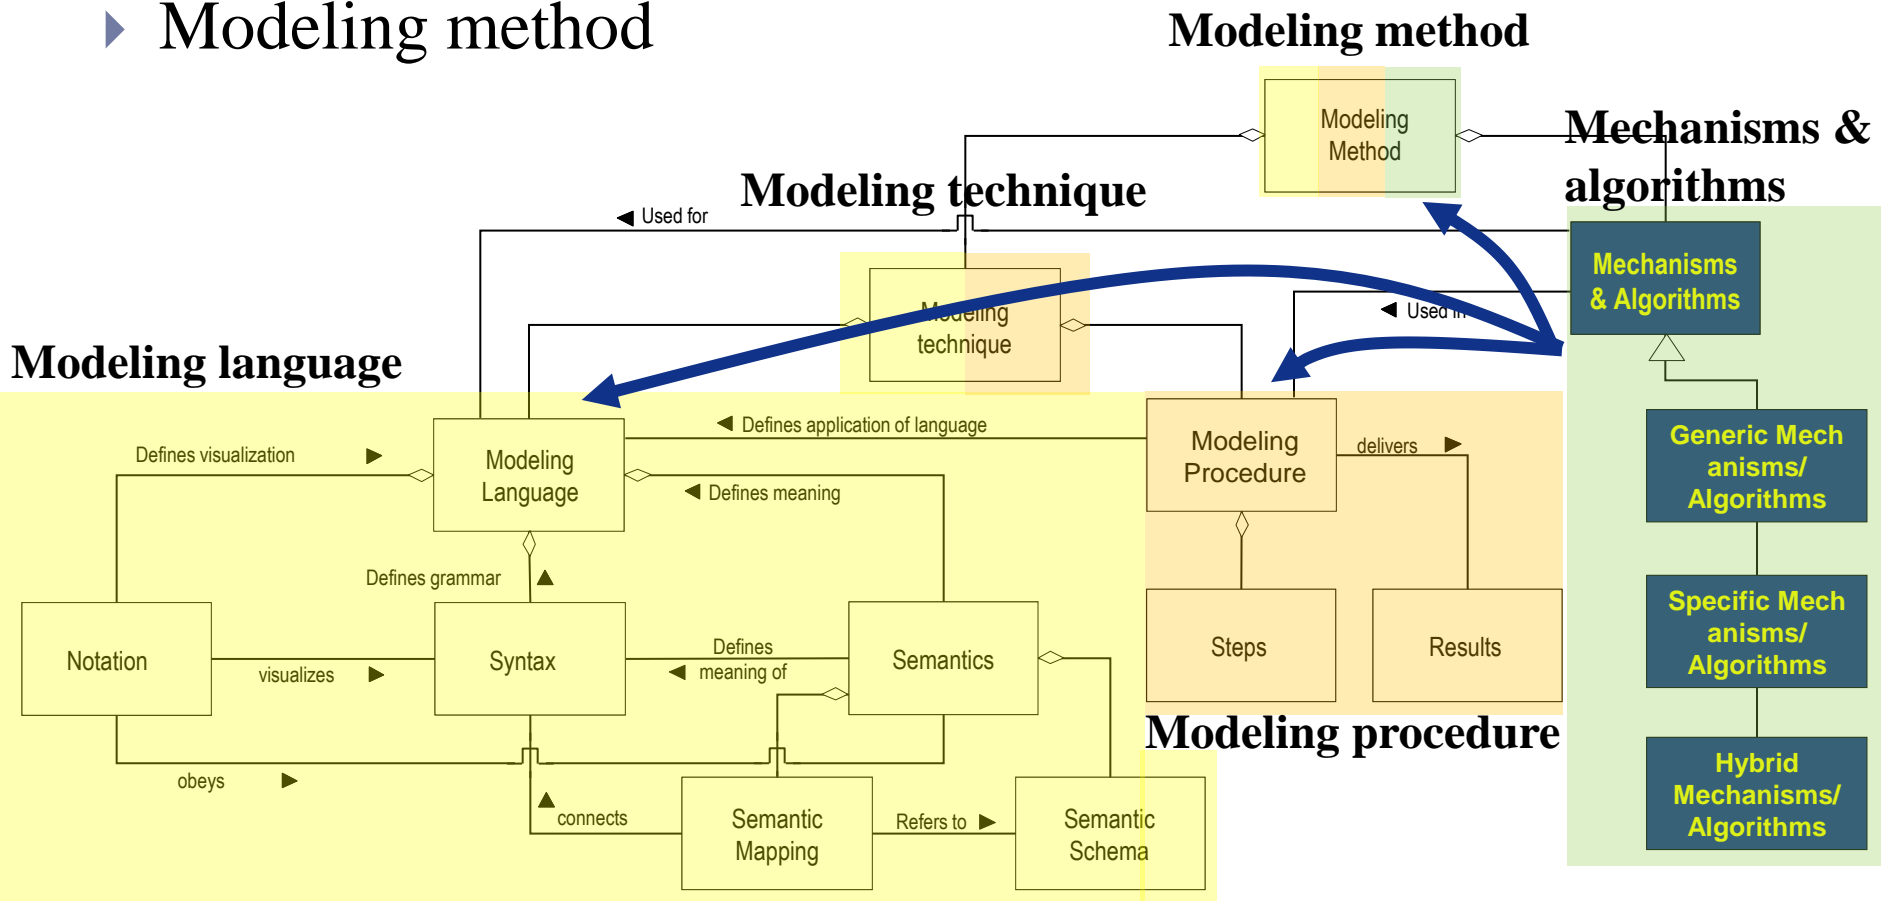 Modeling method
Modeling method
Modeling
Method
Mechanisms &
algorithms
Modeling technique
◄ Used for
Mechanisms
& Algorithms
Modeling
technique
◄ Used in
Modeling language
Defines visualization ►
Modeling
Language
◄ Defines application of language
◄ Defines meaning
Modeling
Procedure
delivers ►
Generic Mech
anisms/
Algorithms
Defines grammar ▲
Notation
visualizes ►
Syntax
Defines
◄ meaning of
Semantics
Steps
Results
Specific Mech
anisms/
Algorithms
Modeling procedure
obeys ►
▲ connects
Semantic
Mapping
Refers to ►
Semantic
Schema
Hybrid
Mechanisms/
Algorithms